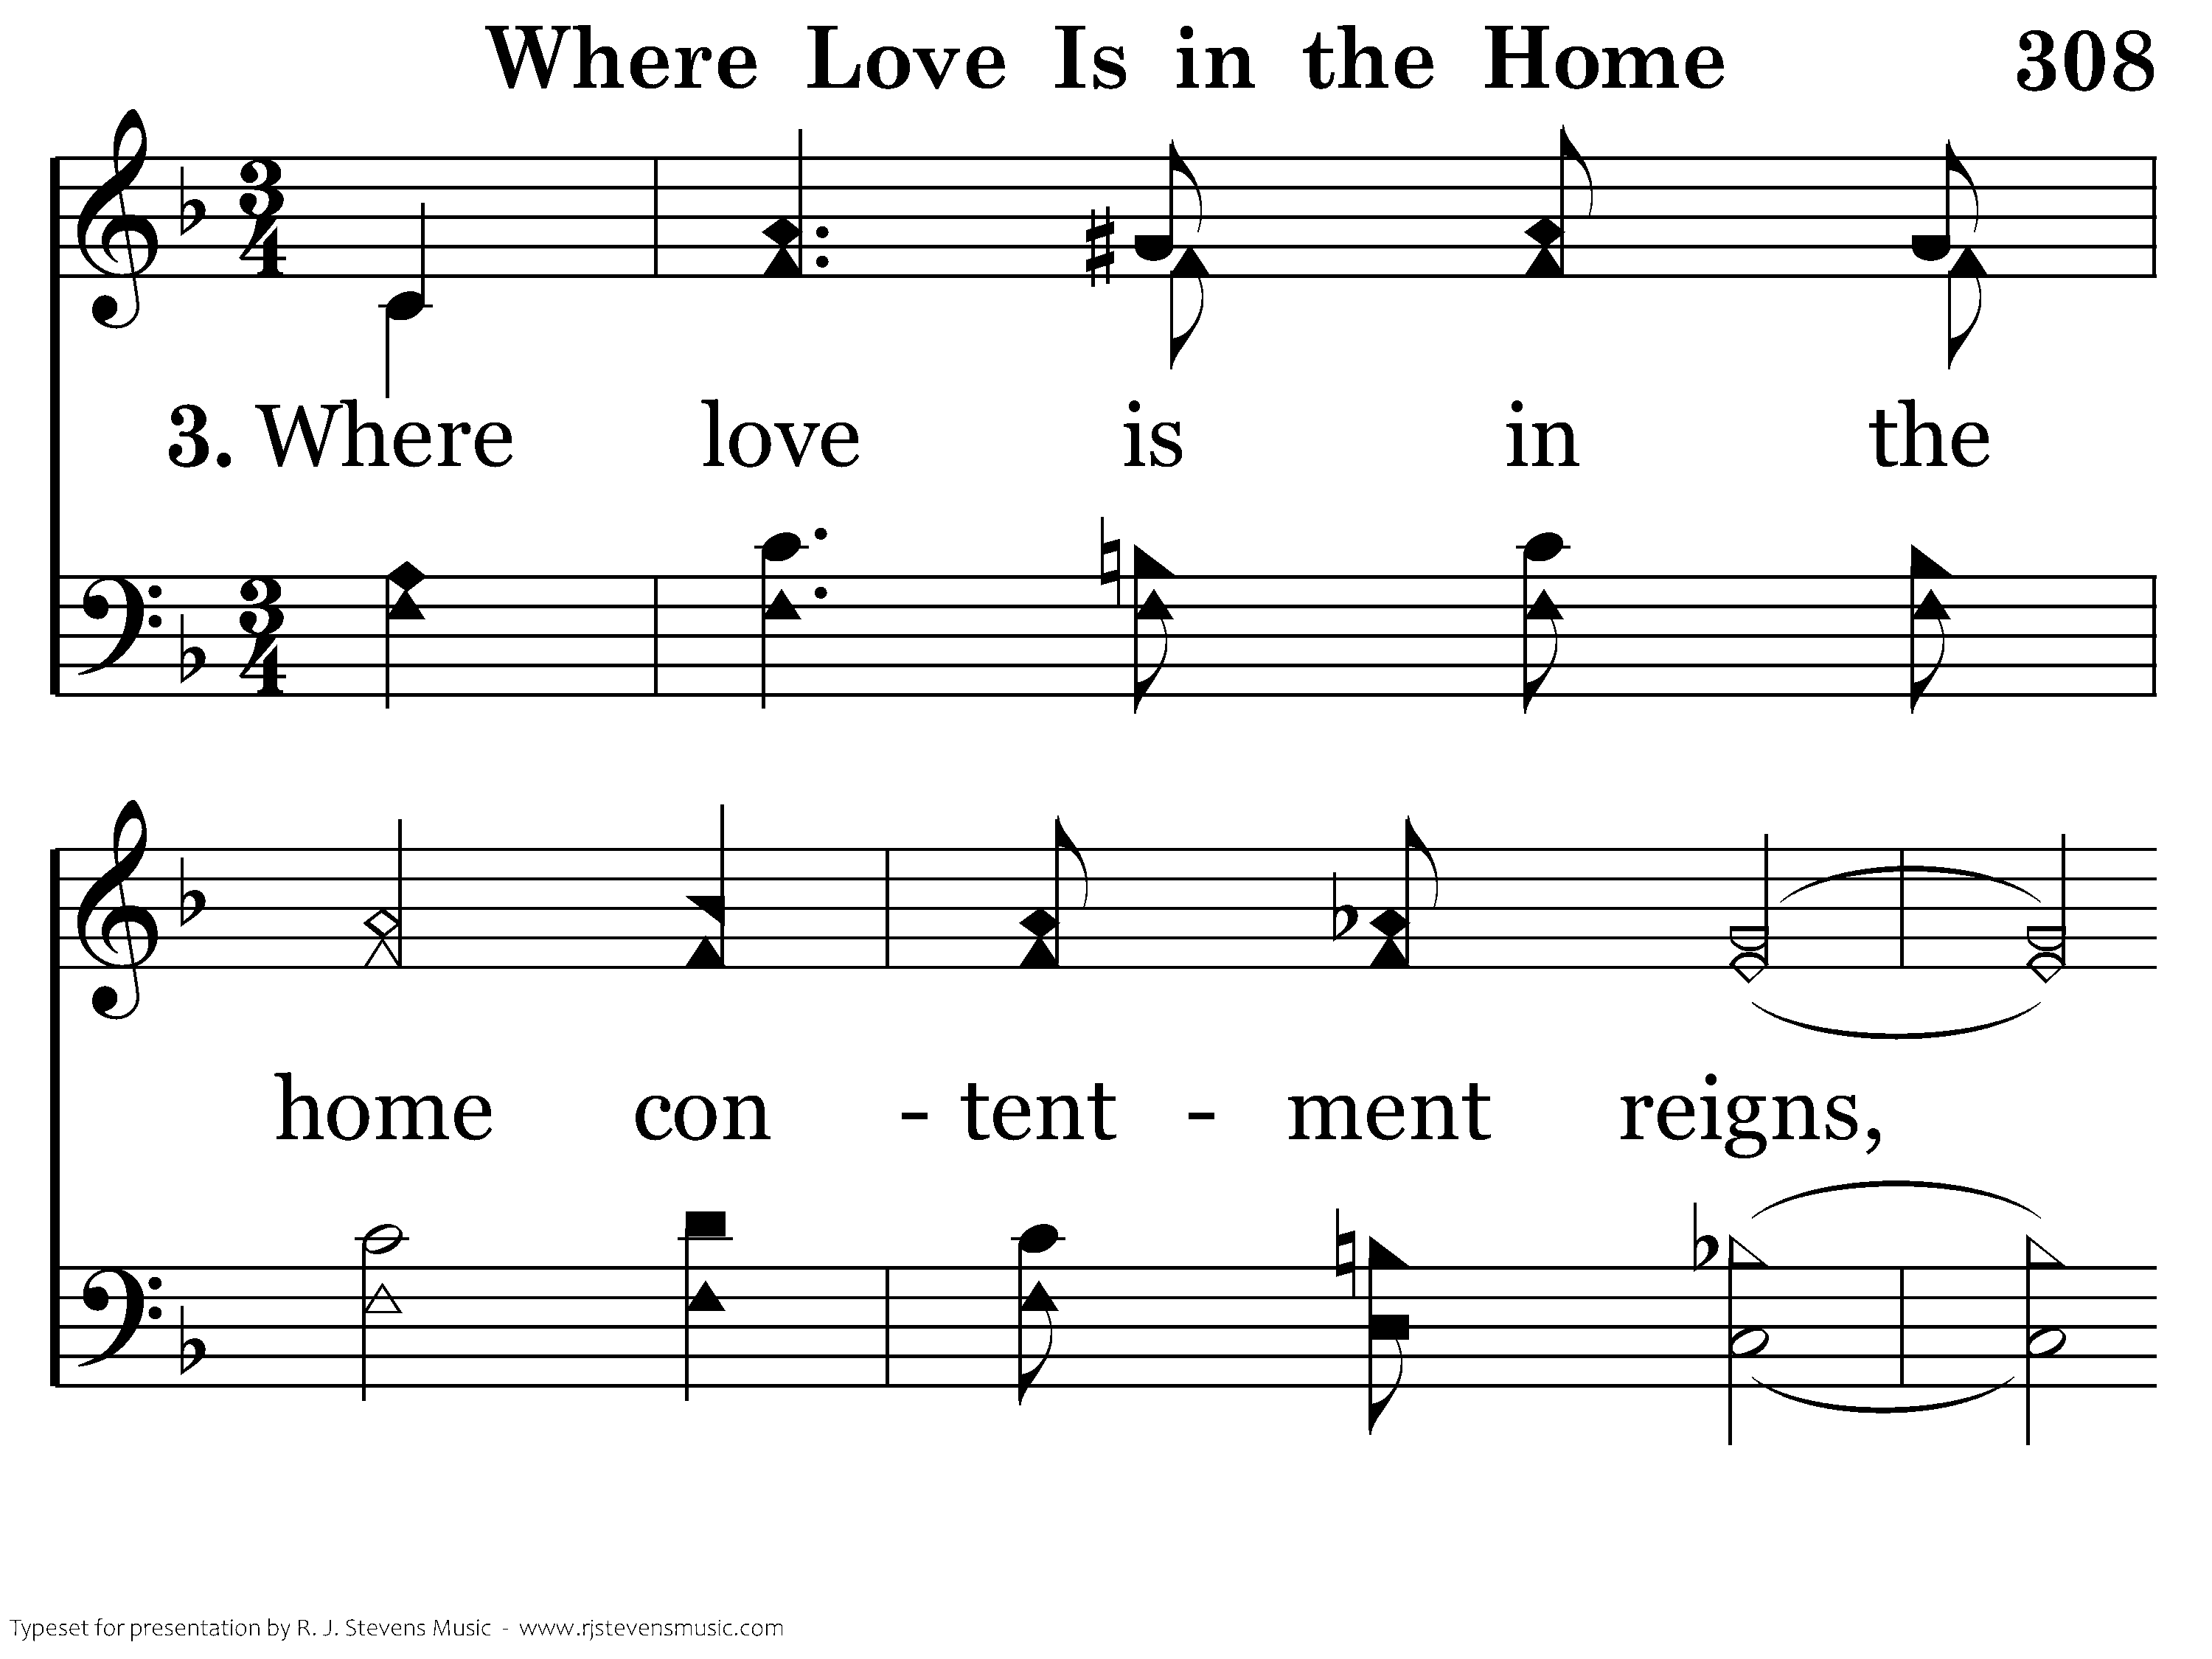 Where Love Is in the Home 308
3. Where love is in the
home con - tent - ment reigns,
Typeset for presentation by R. J. Stevens Music - www.rjstevensmusic.com